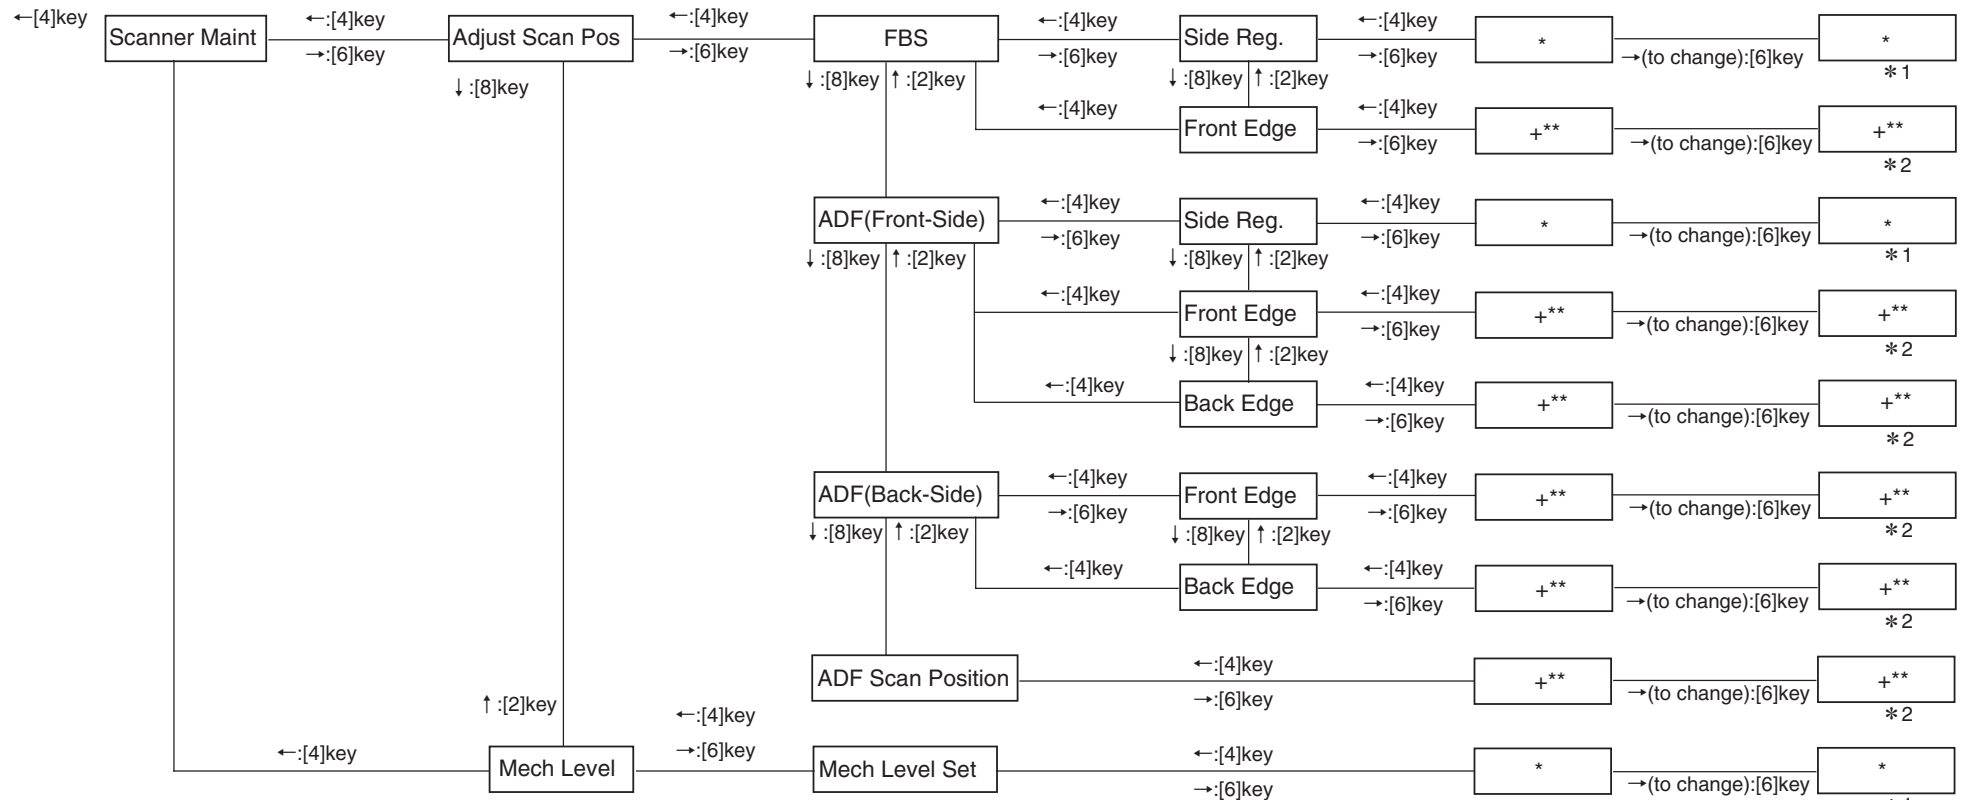 ←:[4]key
Scanner Maint
←:[4]key
→:[6]key
Adjust Scan Pos
←:[4]key
→:[6]key
FBS
←:[4]key
→:[6]key
Side Reg.
←:[4]key
→:[6]key
*
→(to change):[6]key
*
*1
↓:[8]key
↓:[8]key ↑:[2]key
↓:[8]key ↑:[2]key
←:[4]key
Front Edge
←:[4]key
→:[6]key
+**
→(to change):[6]key
+**
*2
ADF(Front-Side)
←:[4]key
→:[6]key
Side Reg.
←:[4]key
→:[6]key
*
→(to change):[6]key
*
*1
↓:[8]key ↑:[2]key
↓:[8]key ↑:[2]key
←:[4]key
Front Edge
←:[4]key
→:[6]key
+**
→(to change):[6]key
+**
*2
↓:[8]key ↑:[2]key
←:[4]key
Back Edge
←:[4]key
→:[6]key
+**
→(to change):[6]key
+**
*2
ADF(Back-Side)
←:[4]key
→:[6]key
Front Edge
←:[4]key
→:[6]key
+**
→(to change):[6]key
+**
*2
↓:[8]key ↑:[2]key
↓:[8]key ↑:[2]key
←:[4]key
Back Edge
←:[4]key
→:[6]key
+**
→(to change):[6]key
+**
*2
ADF Scan Position
←:[4]key
→:[6]key
+**
→(to change):[6]key
+**
*2
↑:[2]key
←:[4]key
Mech Level
←:[4]key
→:[6]key
Mech Level Set
←:[4]key
→:[6]key
*
→(to change):[6]key
*